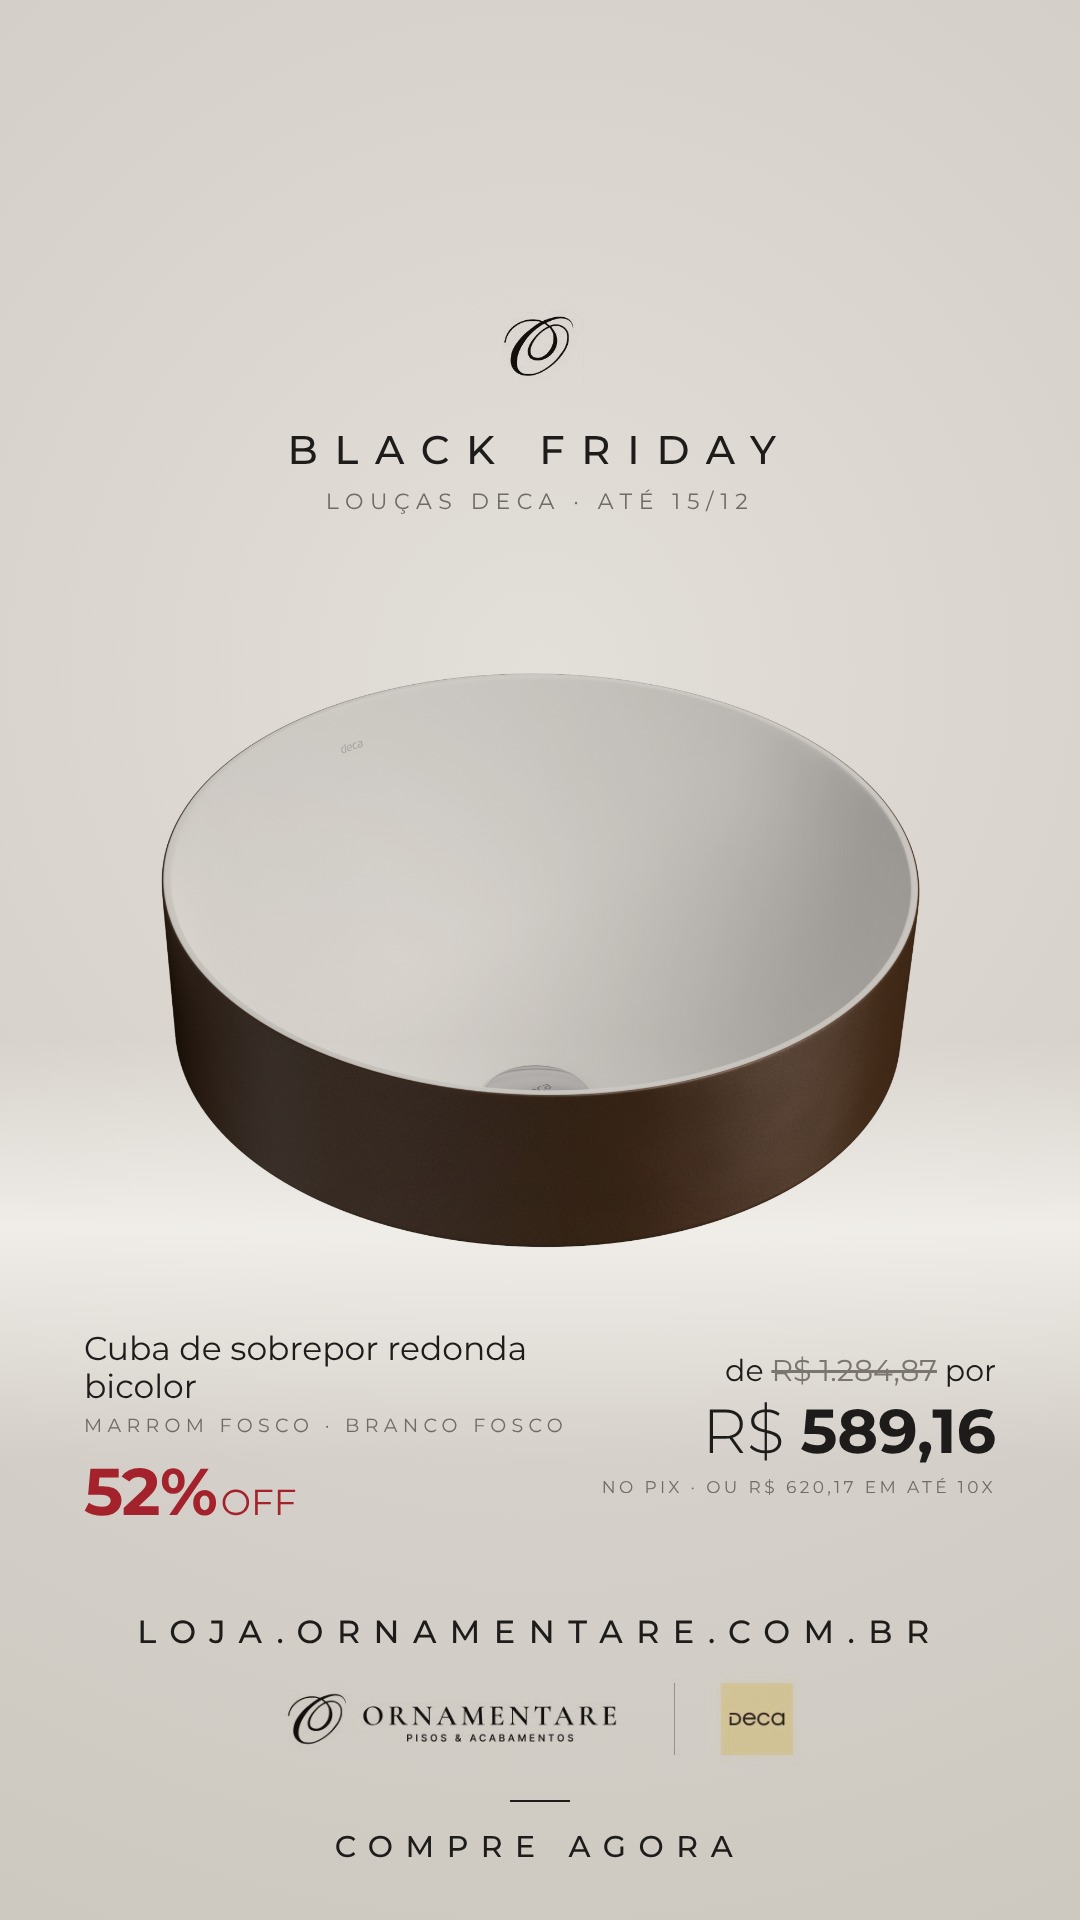 O
BLACK FRIDAY
LOUÇAS DECA · ATÉ 15/12
deca
Cuba de sobrepor redonda
bicolor
MARROM FOSCO · BRANCO FOSCO
52% OFF
de R$ 1.284,87 por
R$ 589,16
NO PIX · OU R$ 620,17 EM ATÉ 10X
LOJA.ORNAMENTARE.COM.BR
O ORNAMENTARE
PISOS & ACABAMENTOS
Deca
COMPRE AGORA